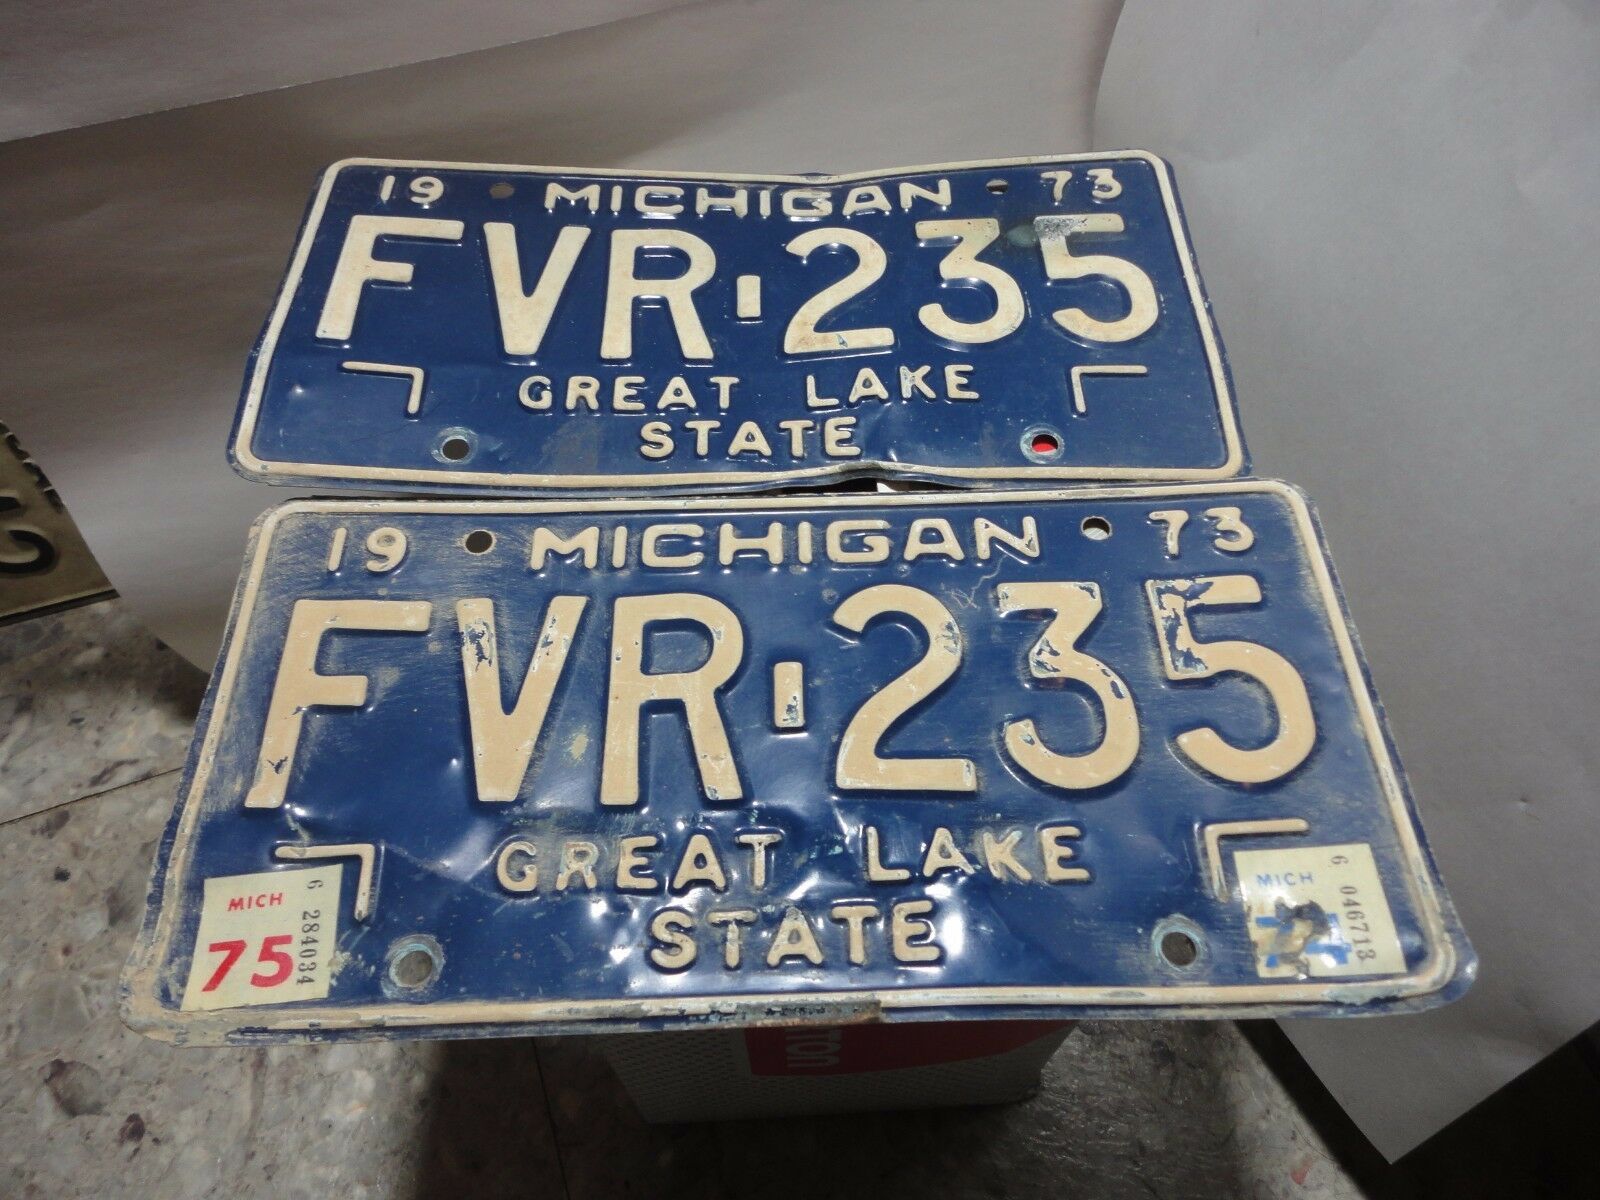 19 MICHIGAN 73
FVR-235
GREAT LAKE
STATE
19 MICHIGAN 73
FVR-235
GREAT LAKE
STATE
MICH
75
6 284034
MICH
6 046713